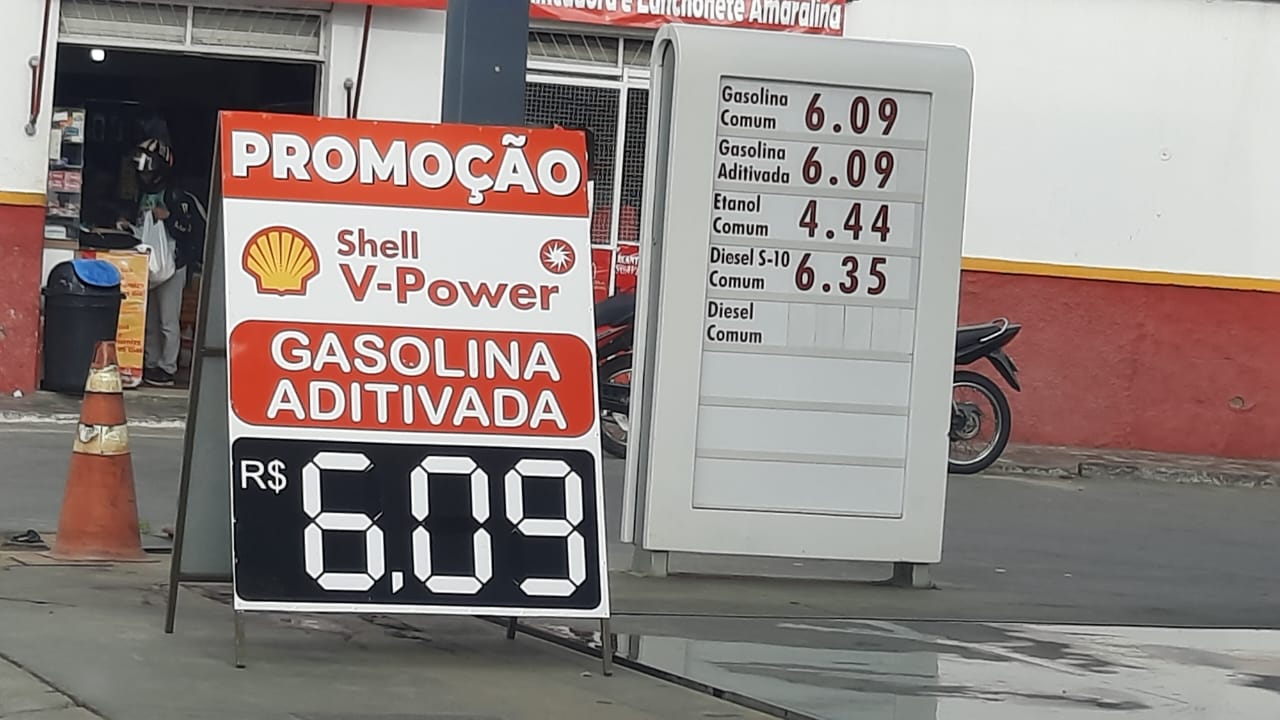 Lanchonete Amaralina
PROMOÇÃO
Shell
V-Power
GASOLINA
ADITIVADA
R$ 6,09
Gasolina
Comum 6.09
Gasolina
Aditivada 6.09
Etanol
Comum 4.44
Diesel S-10
Comum 6.35
Diesel
Comum